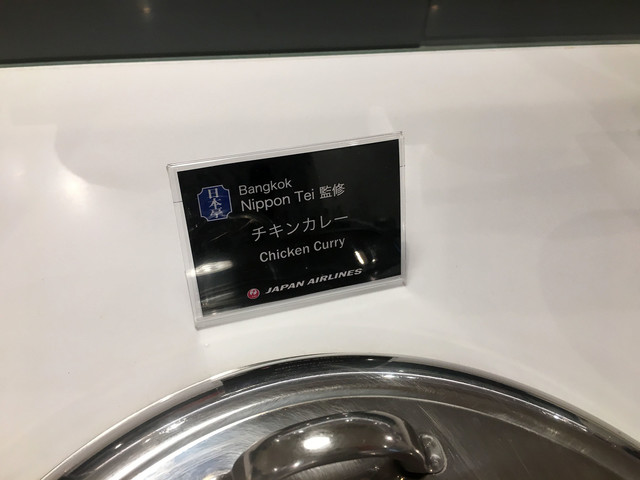 日本亭
Bangkok
Nippon Tei 監修
チキンカレー
Chicken Curry
JAPAN AIRLINES